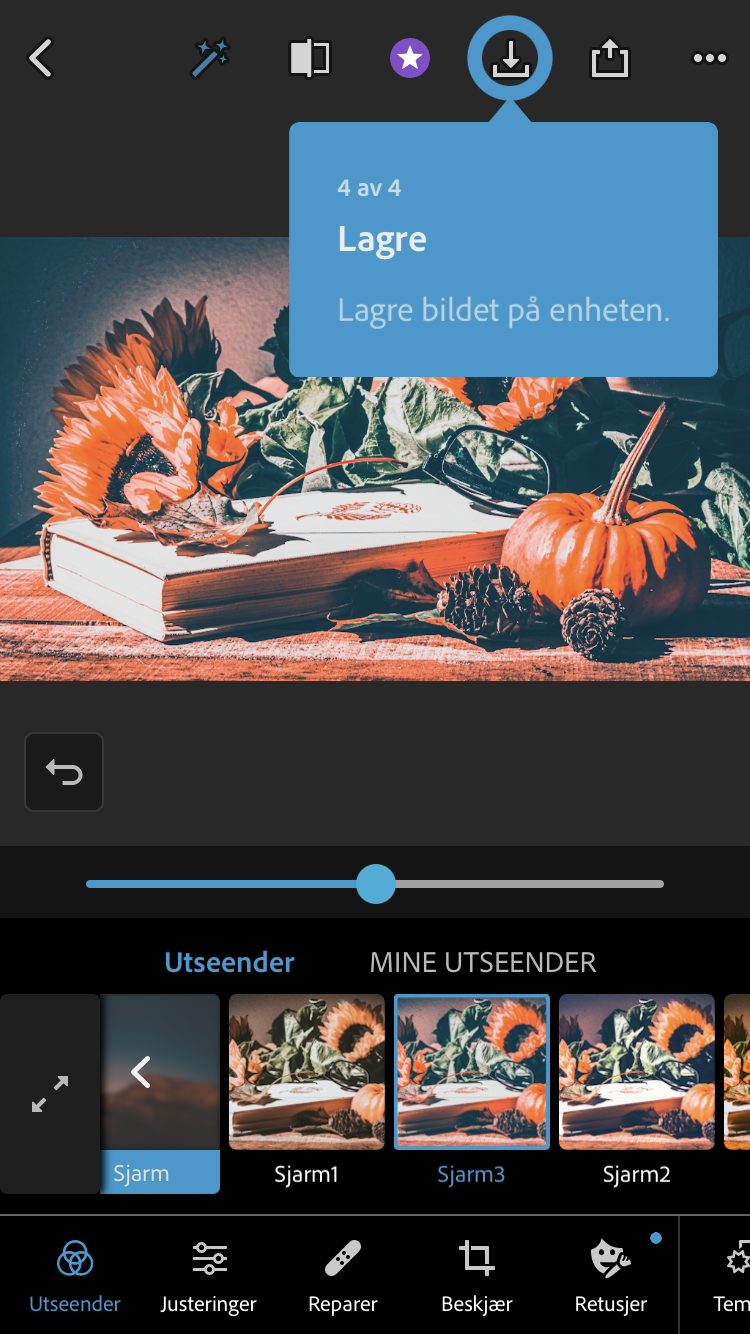 4 av 4
Lagre
Lagre bildet på enheten.
Utseender
MINE UTSEENDER
Sjarm
Sjarm1
Sjarm3
Sjarm2
Utseender
Justeringer
Reparer
Beskjær
Retusjer